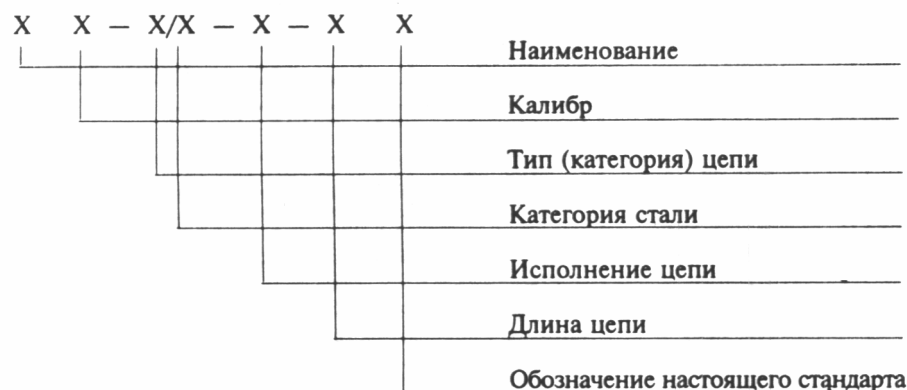 X X – X/X – X – X X
Наименование
Калибр
Тип (категория) цепи
Категория стали
Исполнение цепи
Длина цепи
Обозначение настоящего стандарта